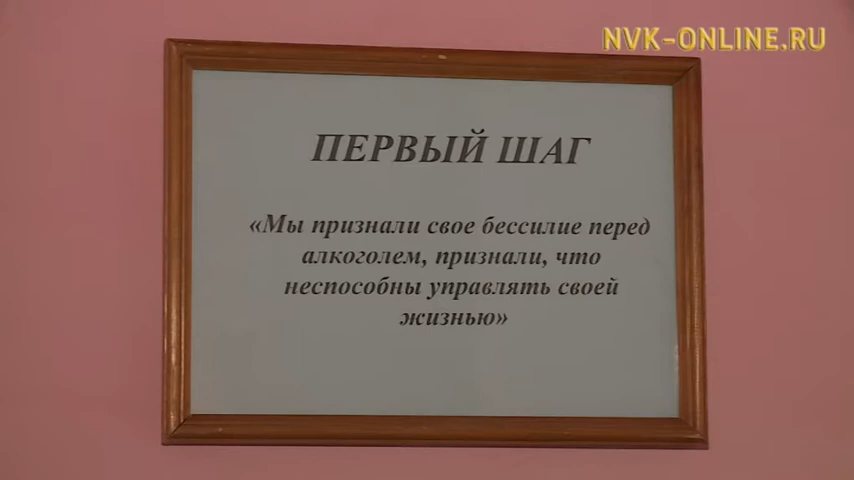 NVK-ONLINE.RU
ПЕРВЫЙ ШАГ
«Мы признали свое бессилие перед
алкоголем, признали, что
неспособны управлять своей
жизнью»